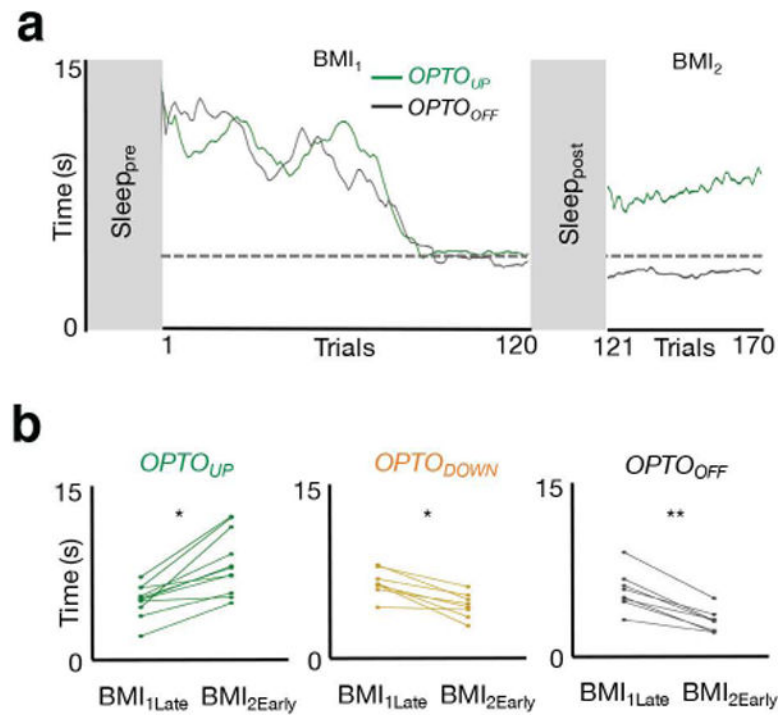 a
15
Time (s)
0
Sleeppre
BMI1
OPTOUP
OPTOOFF
Sleeppost
BMI2
1
Trials
120
121
Trials
170
b
OPTOUP
15
Time (s)
0
*
BMI1Late
BMI2Early
OPTODOWN
15
0
*
BMI1Late
BMI2Early
OPTOOFF
15
0
**
BMI1Late
BMI2Early